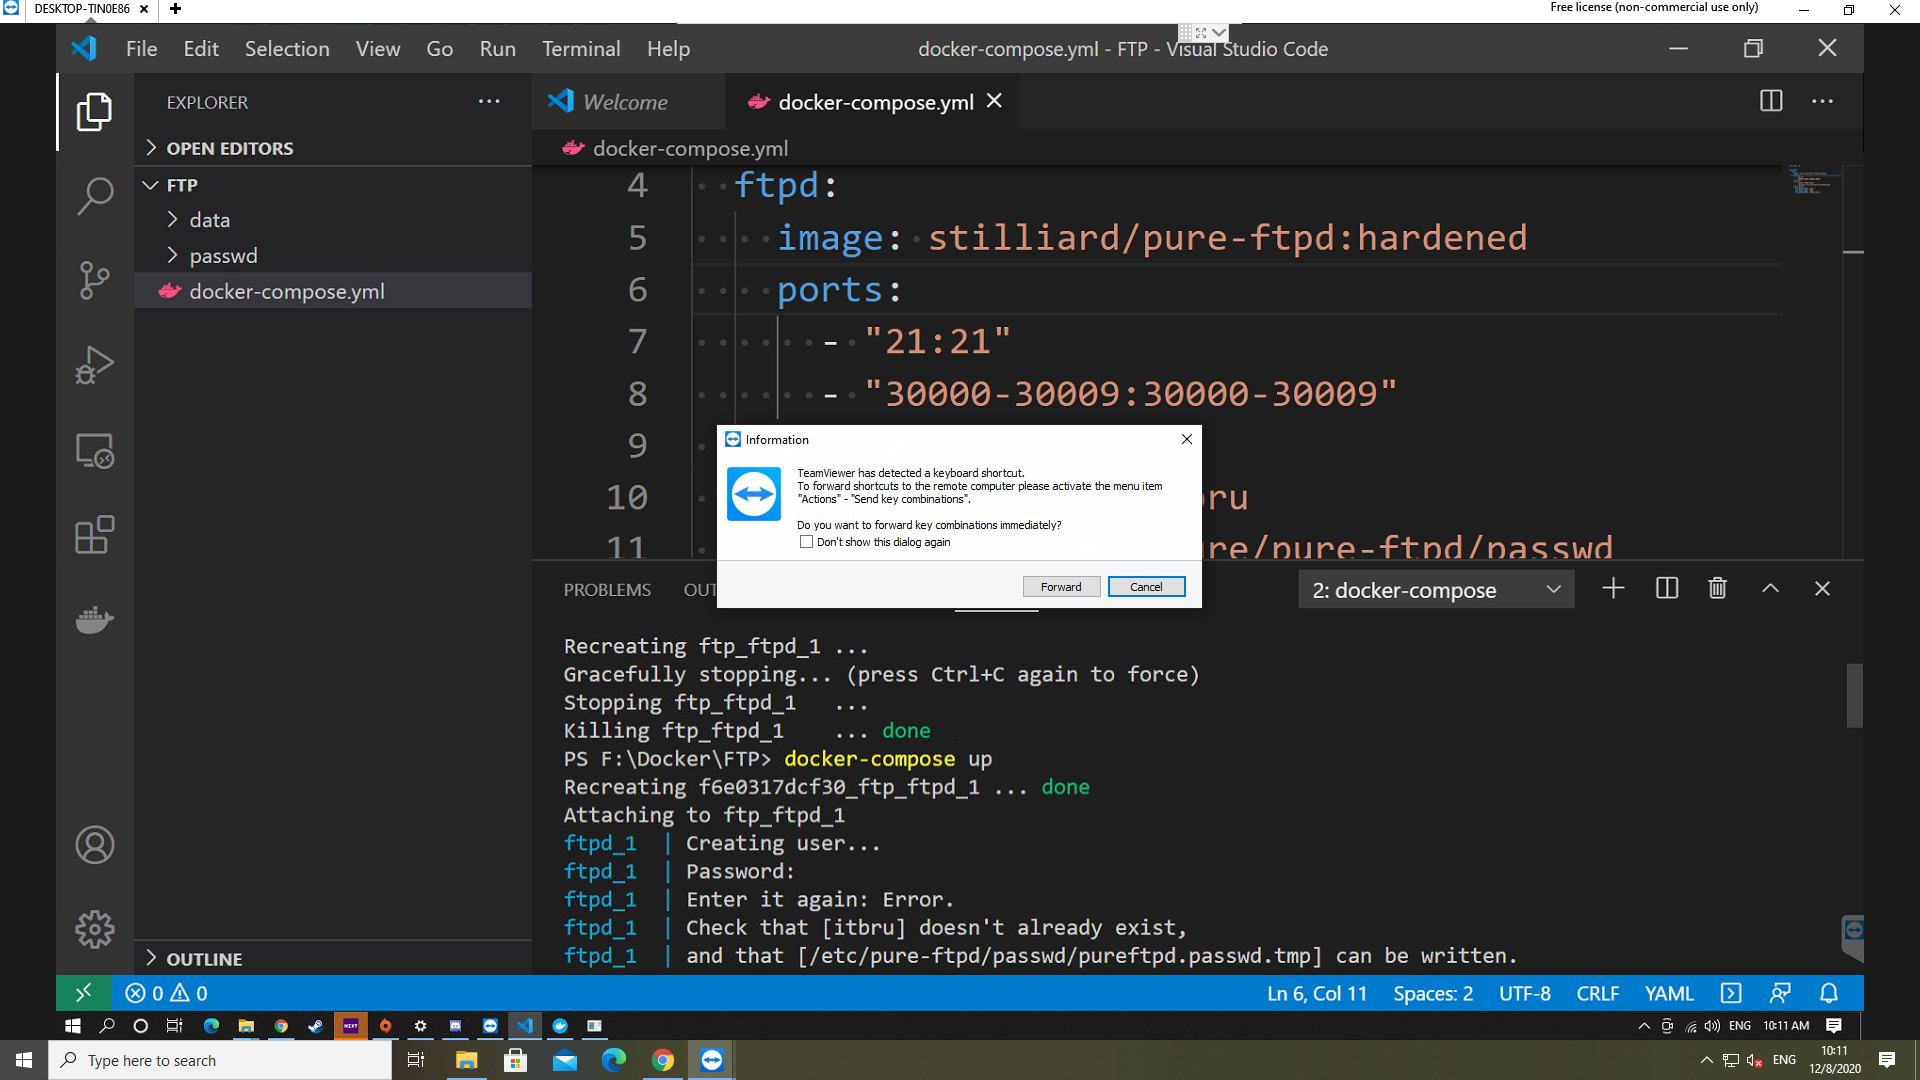 DESKTOP-TIN0E86
Free license (non-commercial use only)
File Edit Selection View Go Run Terminal Help
docker-compose.yml - FTP - Visual Studio Code
EXPLORER
OPEN EDITORS
FTP
data
passwd
docker-compose.yml
OUTLINE
Welcome
docker-compose.yml
docker-compose.yml
4 ftpd:
5 image: stilliard/pure-ftpd:hardened
6 ports:
7 - "21:21"
8 - "30000-30009:30000-30009"
9
10 bru
11 re/pure-ftpd/passwd
Information
TeamViewer has detected a keyboard shortcut.
To forward shortcuts to the remote computer please activate the menu item
"Actions" - "Send key combinations".
Do you want to forward key combinations immediately?
Don't show this dialog again
Forward Cancel
PROBLEMS OUT
2: docker-compose
Recreating ftp_ftpd_1 ...
Gracefully stopping... (press Ctrl+C again to force)
Stopping ftp_ftpd_1 ...
Killing ftp_ftpd_1 ... done
PS F:\Docker\FTP> docker-compose up
Recreating f6e0317dcf30_ftp_ftpd_1 ... done
Attaching to ftp_ftpd_1
ftpd_1 | Creating user...
ftpd_1 | Password:
ftpd_1 | Enter it again: Error.
ftpd_1 | Check that [itbru] doesn't already exist,
ftpd_1 | and that [/etc/pure-ftpd/passwd/pureftpd.passwd.tmp] can be written.
0 0
Ln 6, Col 11 Spaces: 2 UTF-8 CRLF YAML
ENG 10:11 AM
Type here to search
ENG
10:11
12/8/2020